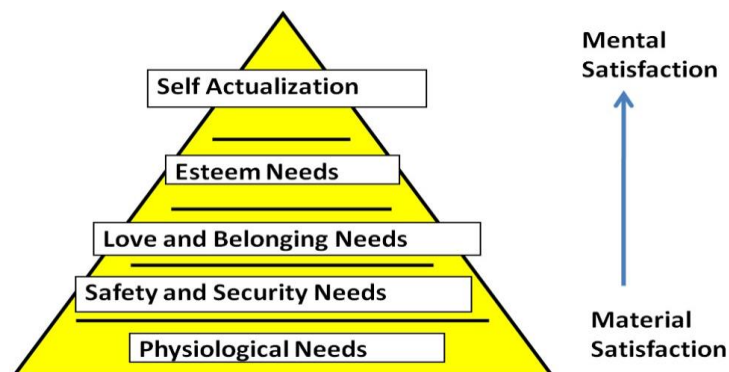 Mental
Satisfaction
Self Actualization
Esteem Needs
Love and Belonging Needs
Safety and Security Needs
Physiological Needs
Material
Satisfaction